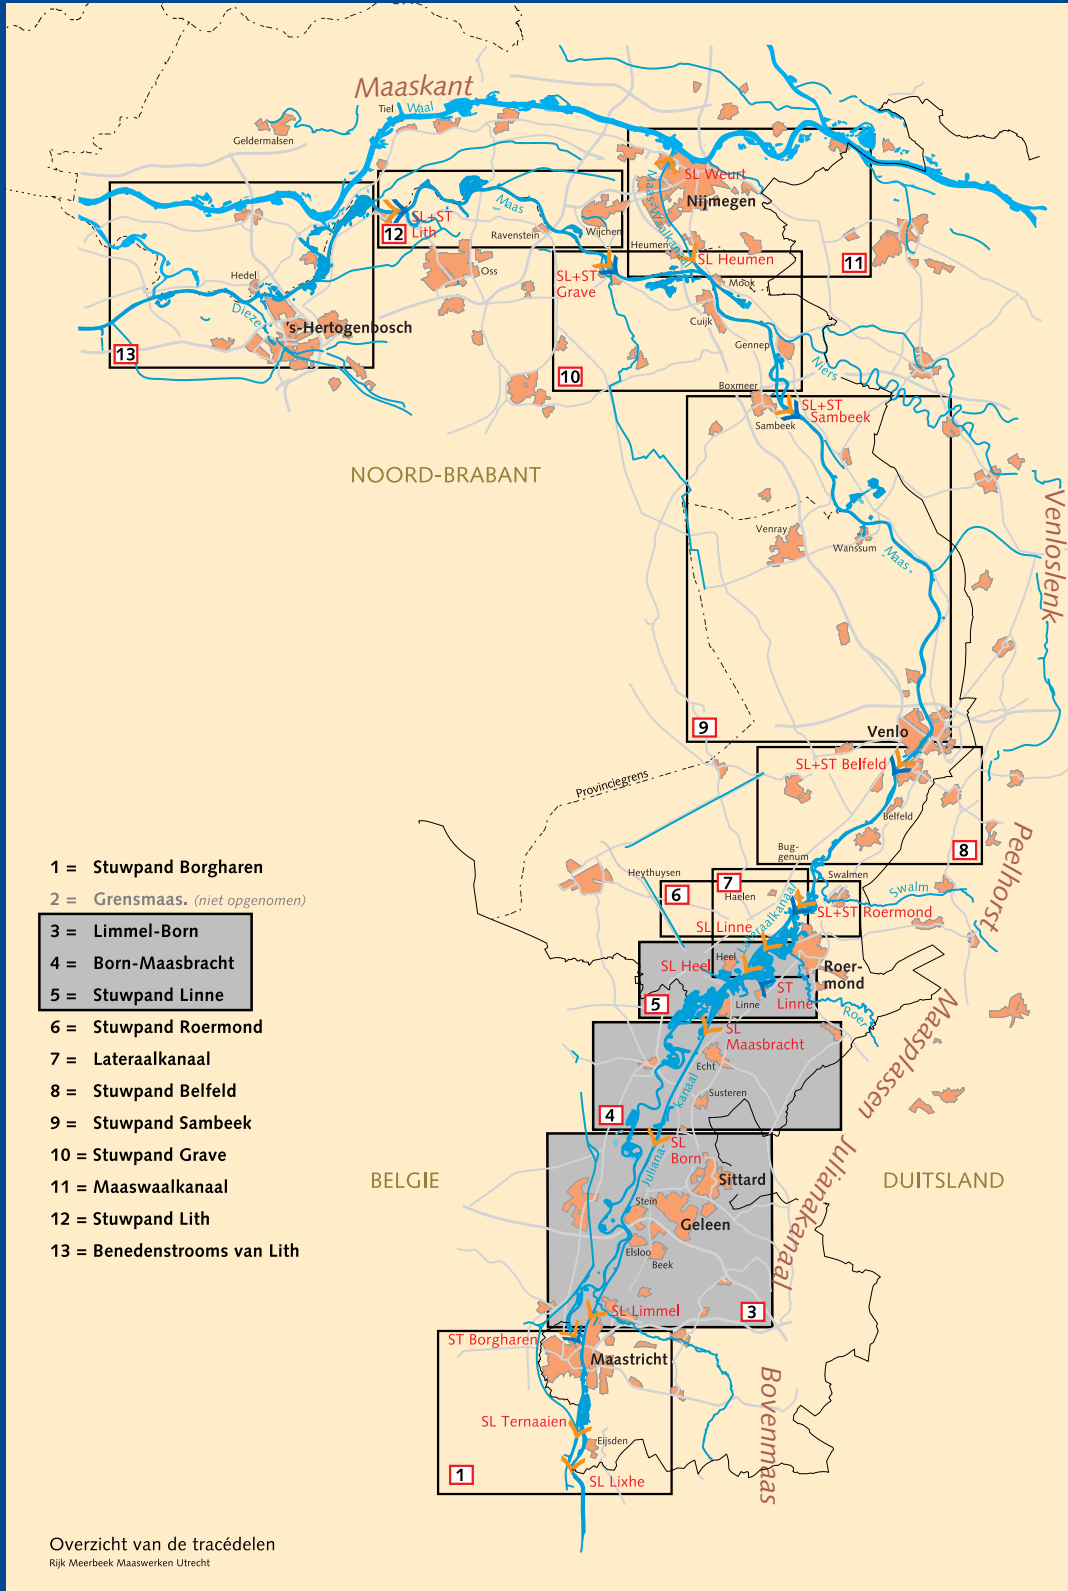 Maaskant
Tiel
Waal
Geldermalsen
SL Weurt
Nijmegen
Maas-Waalkanaal
Maas
SL+ST
Lith
12
Ravenstein
Wijchen
Heumen
SL Heumen
11
Hedel
Oss
SL+ST
Grave
Mook
Dieze
's-Hertogenbosch
Cuijk
13
Gennep
Niers
10
Boxmeer
SL+ST
Sambeek
Sambeek
NOORD-BRABANT
Venloslenk
Venray
Wanssum
Maas
9
Venlo
SL+ST Belfeld
Provinciegrens
Belfeld
Peelhorst
Bug-
genum
8
Heythuysen
7
Swalmen
6
Haelen
Swalm
Lateraalkanaal
SL+ST Roermond
SL Linne
SL Heel
Heel
Roer-
mond
ST
Linne
5
Linne
Roer
SL
Maasbracht
Maasplassen
Echt
Susteren
4
Juliana-
kanaal
SL
Born
BELGIE
Sittard
DUITSLAND
Stein
Geleen
Julianakanaal
Elsloo
Beek
SL Limmel
3
ST Borgharen
Maastricht
Bovenmaas
SL Ternaaien
Eijsden
1
SL Lixhe
1 = Stuwpand Borgharen
2 = Grensmaas. (niet opgenomen)
3 = Limmel-Born
4 = Born-Maasbracht
5 = Stuwpand Linne
6 = Stuwpand Roermond
7 = Lateraalkanaal
8 = Stuwpand Belfeld
9 = Stuwpand Sambeek
10 = Stuwpand Grave
11 = Maaswaalkanaal
12 = Stuwpand Lith
13 = Benedenstrooms van Lith
Overzicht van de tracédelen
Rijk Meerbeek Maaswerken Utrecht